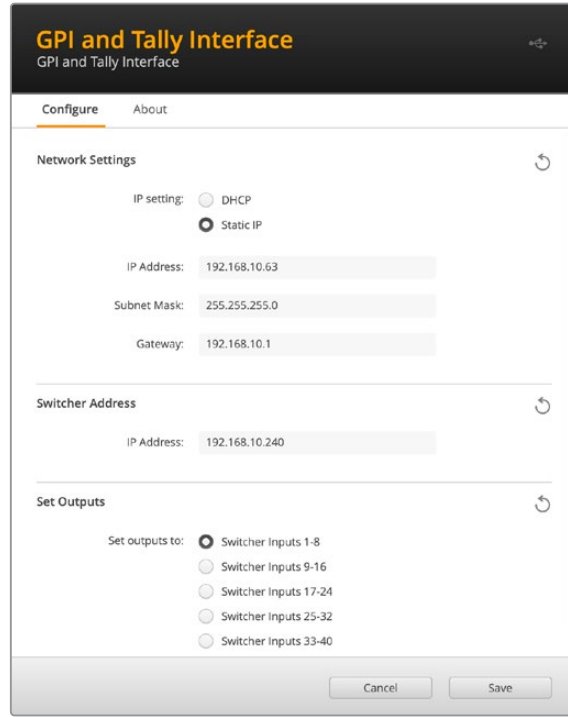 GPI and Tally Interface
GPI and Tally Interface
Configure About
Network Settings
IP setting: DHCP
Static IP
IP Address: 192.168.10.63
Subnet Mask: 255.255.255.0
Gateway: 192.168.10.1
Switcher Address
IP Address: 192.168.10.240
Set Outputs
Set outputs to: Switcher Inputs 1-8
Switcher Inputs 9-16
Switcher Inputs 17-24
Switcher Inputs 25-32
Switcher Inputs 33-40
Cancel Save